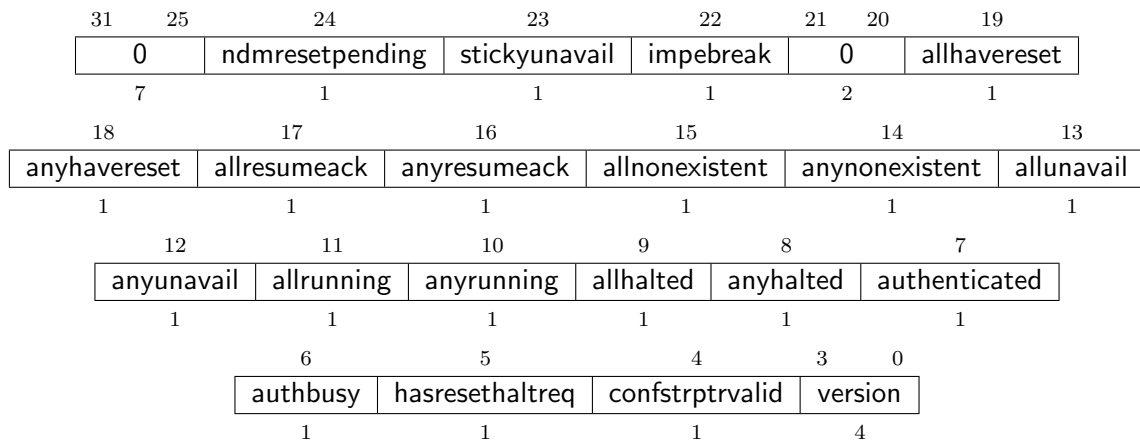 31 25 24 23 22 21 20 19
0 ndmresetpending stickyunavail impebreak 0 allhavereset
7 1 1 1 2 1
18 17 16 15 14 13
anyhavereset allresumeack anyresumeack allnonexistent anynonexistent allunavail
1 1 1 1 1 1
12 11 10 9 8 7
anyunavail allrunning anyrunning allhalted anyhalted authenticated
1 1 1 1 1 1
6 5 4 3 0
authbusy hasresethaltreq confstrptrvalid version
1 1 1 4